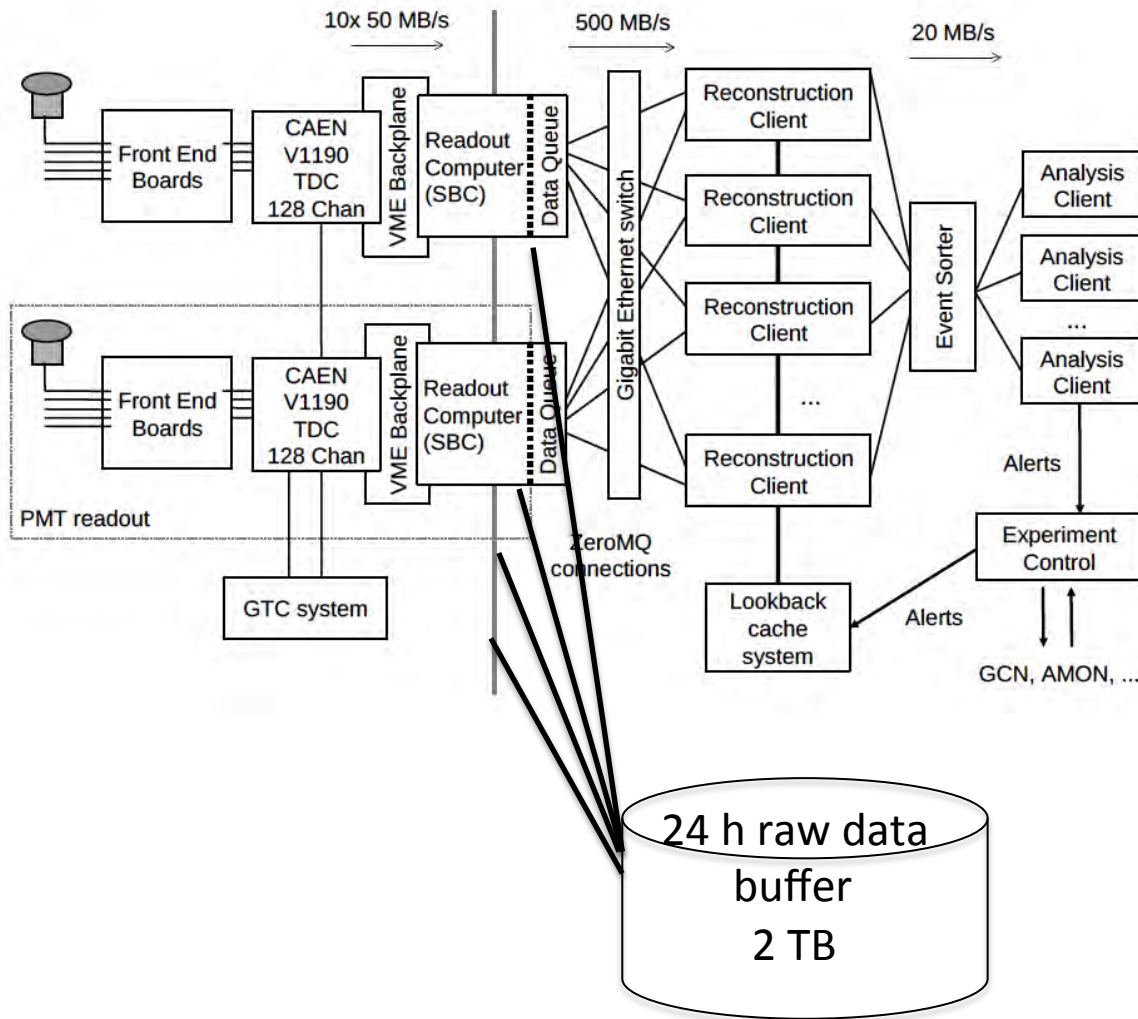 10x 50 MB/s
500 MB/s
20 MB/s
Front End
Boards
CAEN
V1190
TDC
128 Chan
VME Backplane
Readout
Computer
(SBC)
Data Queue
Gigabit Ethernet switch
Reconstruction
Client
Reconstruction
Client
Reconstruction
Client
...
Reconstruction
Client
Event Sorter
Analysis
Client
Analysis
Client
...
Analysis
Client
Front End
Boards
CAEN
V1190
TDC
128 Chan
VME Backplane
Readout
Computer
(SBC)
Data Queue
PMT readout
GTC system
ZeroMQ
connections
Lookback
cache
system
Alerts
Experiment
Control
Alerts
GCN, AMON, ...
24 h raw data
buffer
2 TB